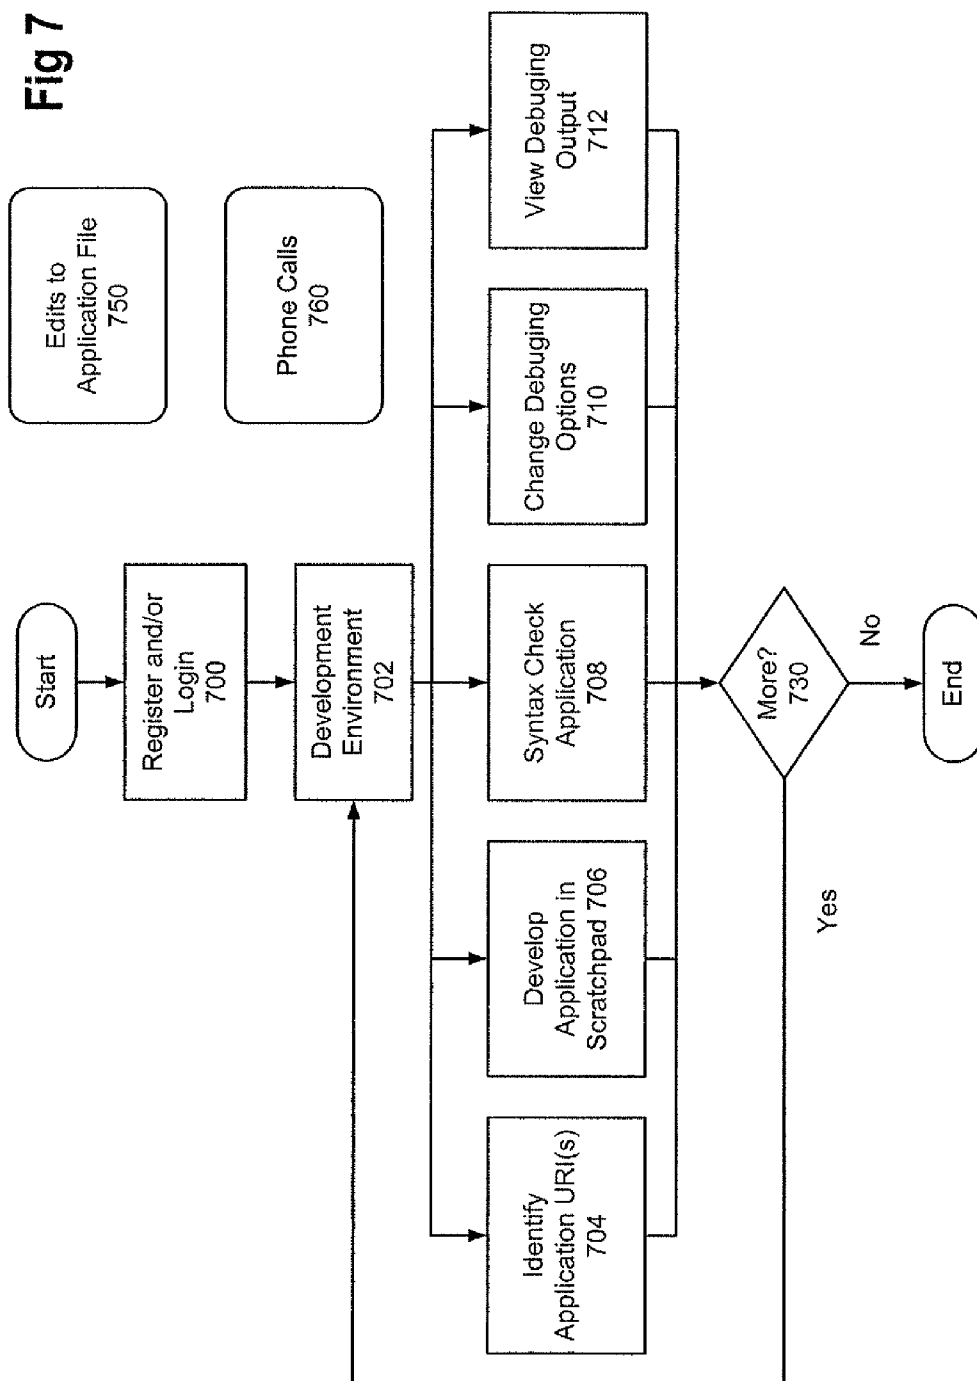 Fig 7
Start
Register and/or
Login
700
Edits to
Application File
750
Development
Environment
702
Phone Calls
760
Identify
Application URI(s)
704
Develop
Application in
Scratchpad 706
Syntax Check
Application
708
Change Debuging
Options
710
View Debuging
Output
712
More?
730
Yes
No
End